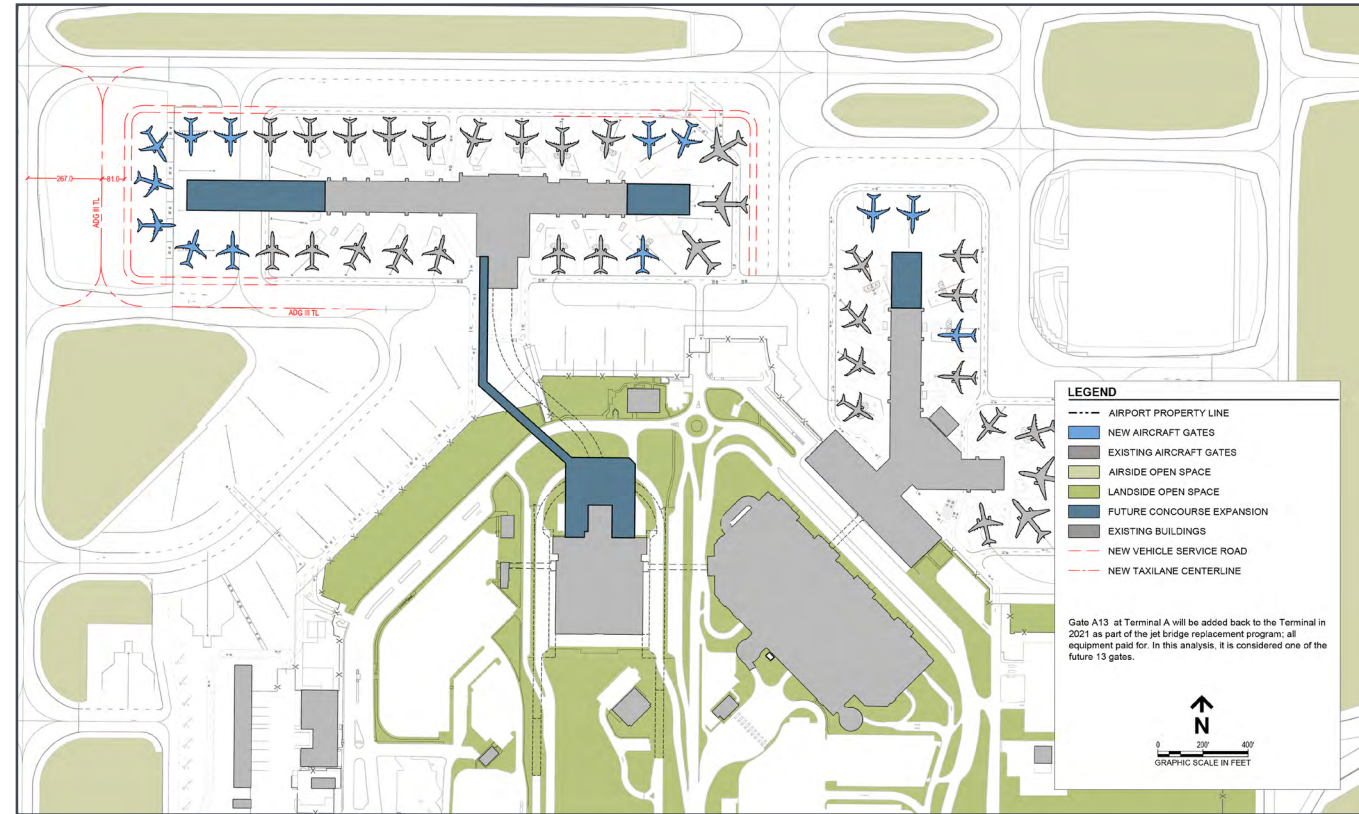 267.0
81.0
ADG III TL
ADG III TL
LEGEND
AIRPORT PROPERTY LINE
NEW AIRCRAFT GATES
EXISTING AIRCRAFT GATES
AIRSIDE OPEN SPACE
LANDSIDE OPEN SPACE
FUTURE CONCOURSE EXPANSION
EXISTING BUILDINGS
NEW VEHICLE SERVICE ROAD
NEW TAXILANE CENTERLINE
Gate A13 at Terminal A will be added back to the Terminal in
2021 as part of the jet bridge replacement program; all
equipment paid for. In this analysis, it is considered one of the
future 13 gates.
N
0 200' 400'
GRAPHIC SCALE IN FEET